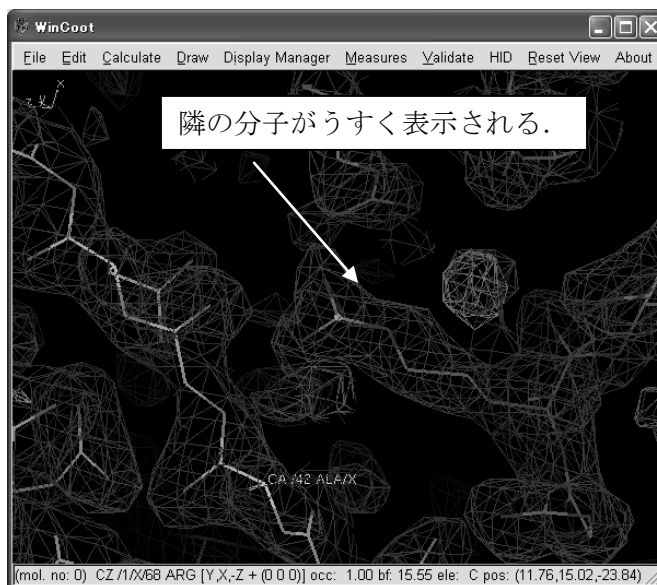 WinCoot
File Edit Calculate Draw Display Manager Measures Validate HID Reset View About
x
z y
隣の分子がうすく表示される.
CA /42 ALA/X
(mol. no: 0) CZ /1/X/68 ARG [Y,X,-Z + (0 0 0)] occ: 1.00 bf: 15.55 ele: C pos: (11.76,15.02,-23.84)